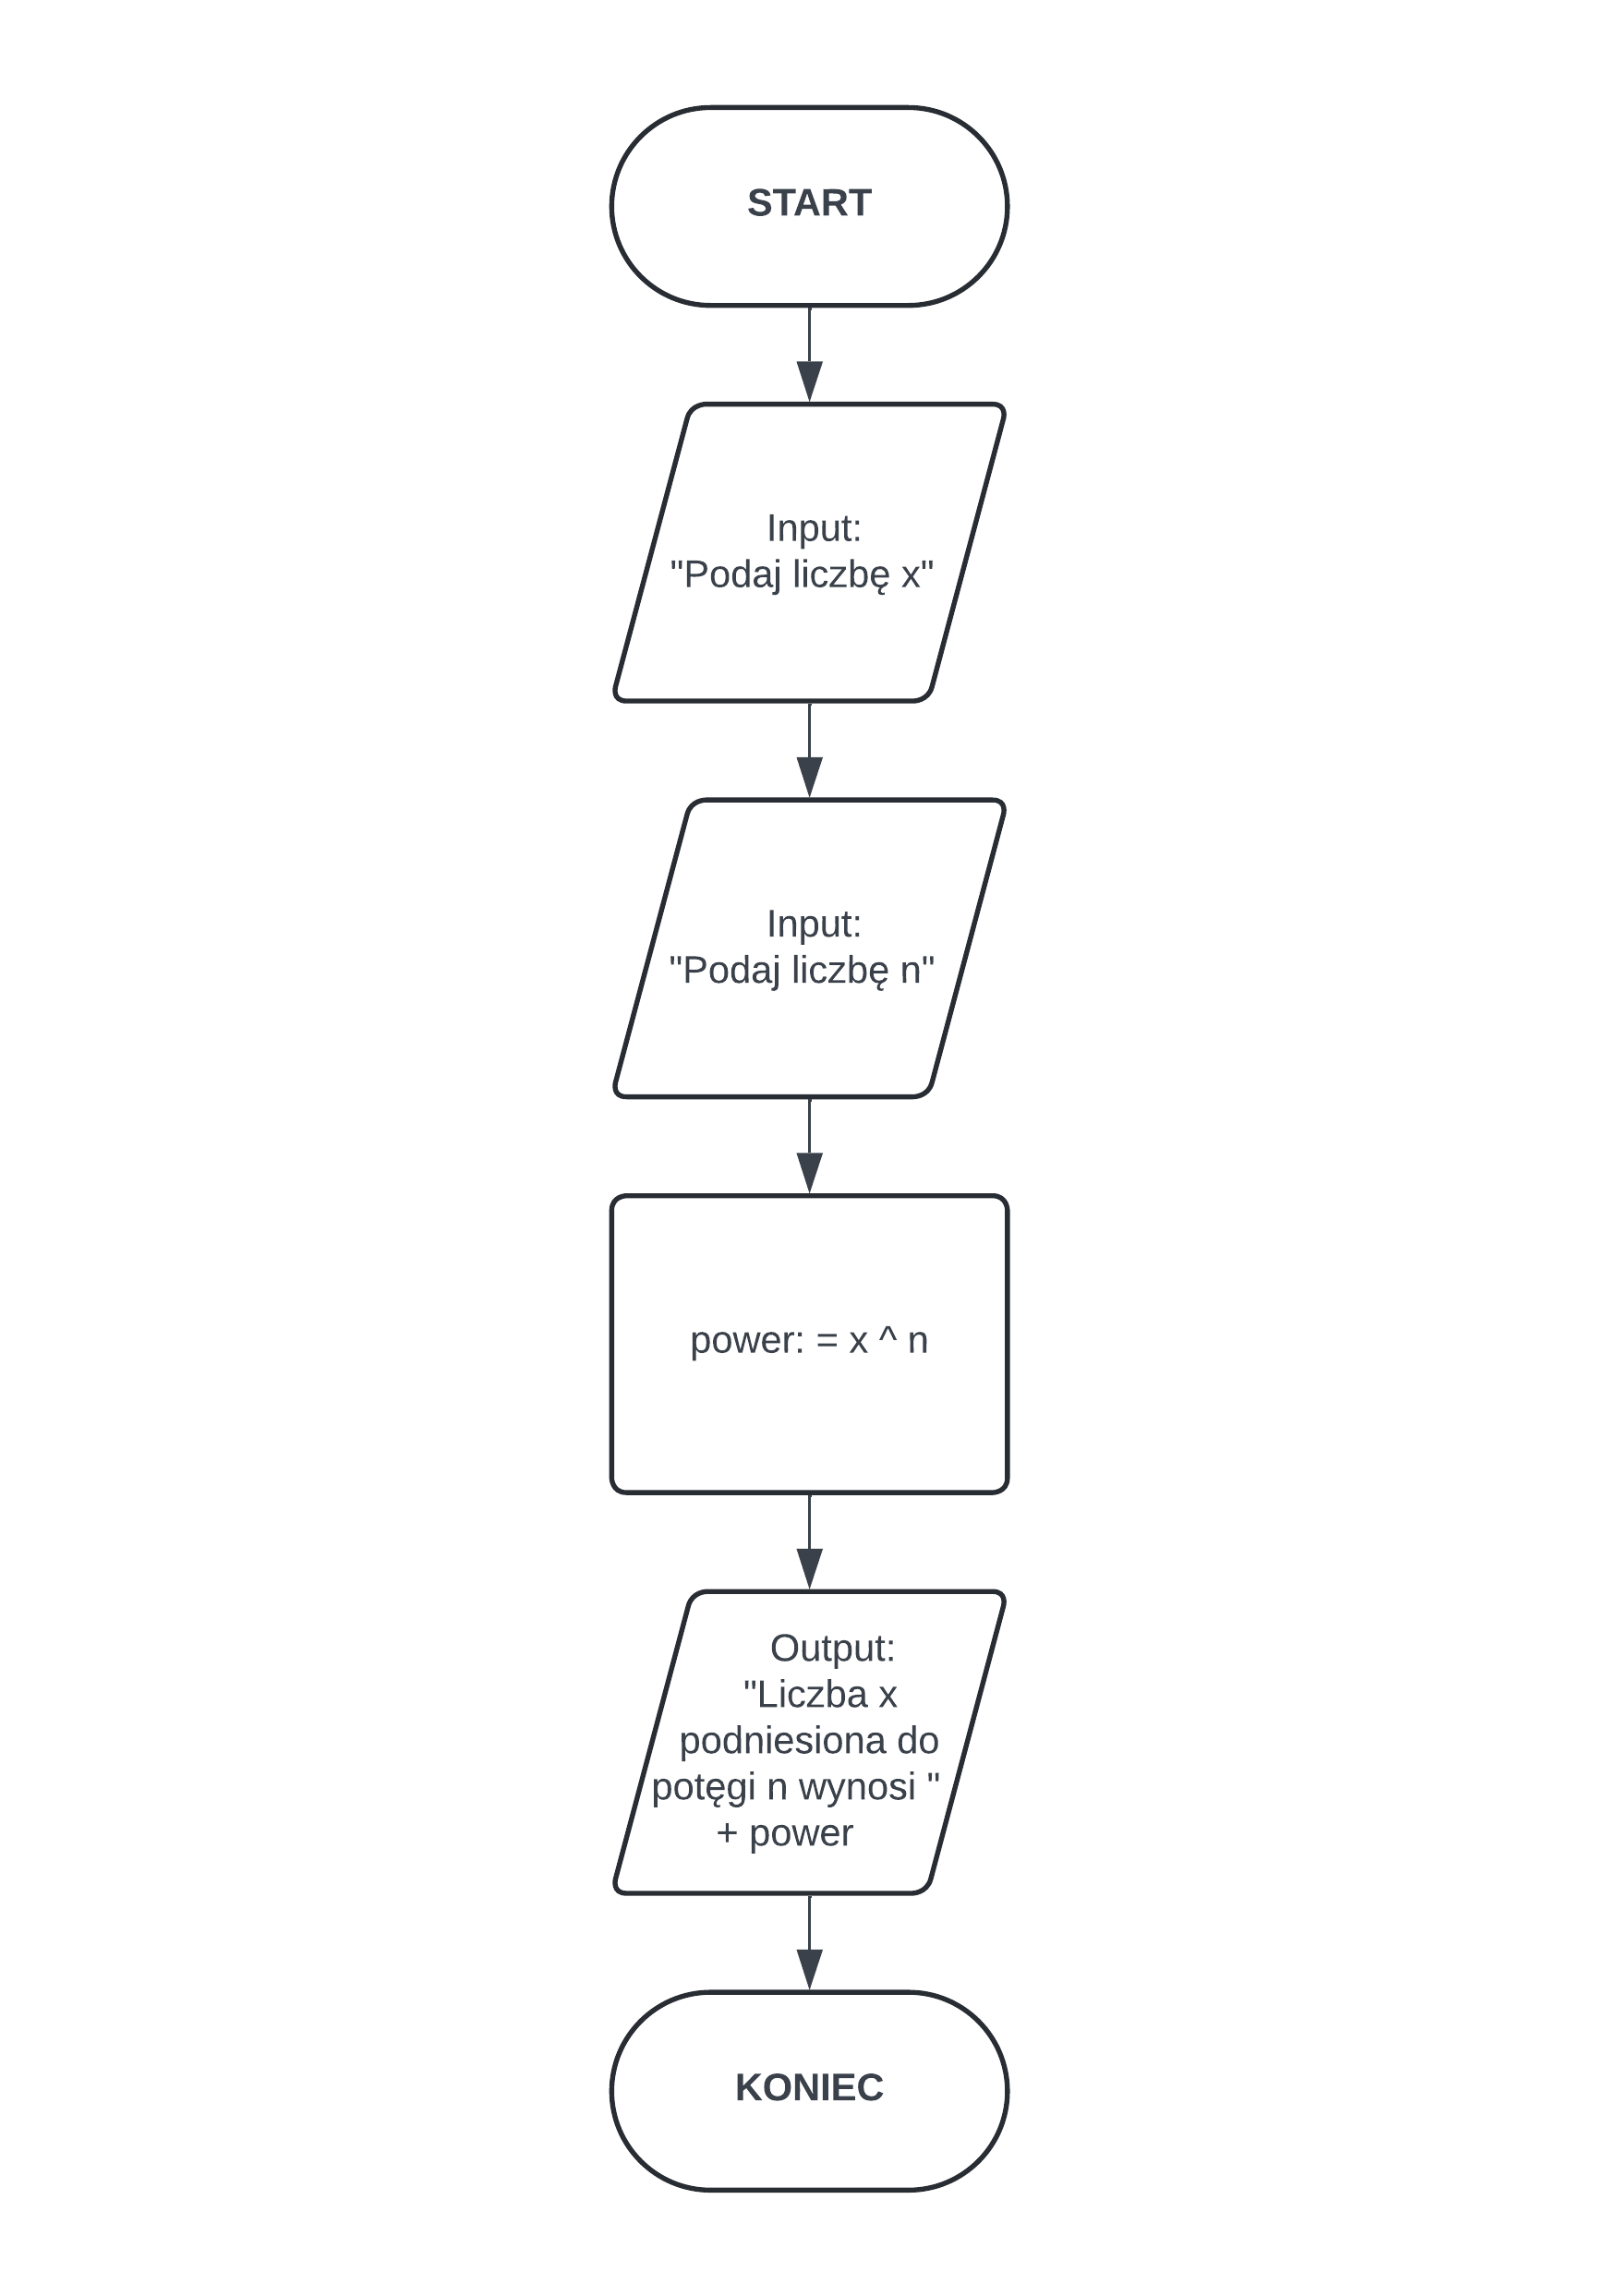 START
Input:
"Podaj liczbę x"
Input:
"Podaj liczbę n"
power: = x ^ n
Output:
"Liczba x
podniesiona do
potęgi n wynosi "
+ power
KONIEC